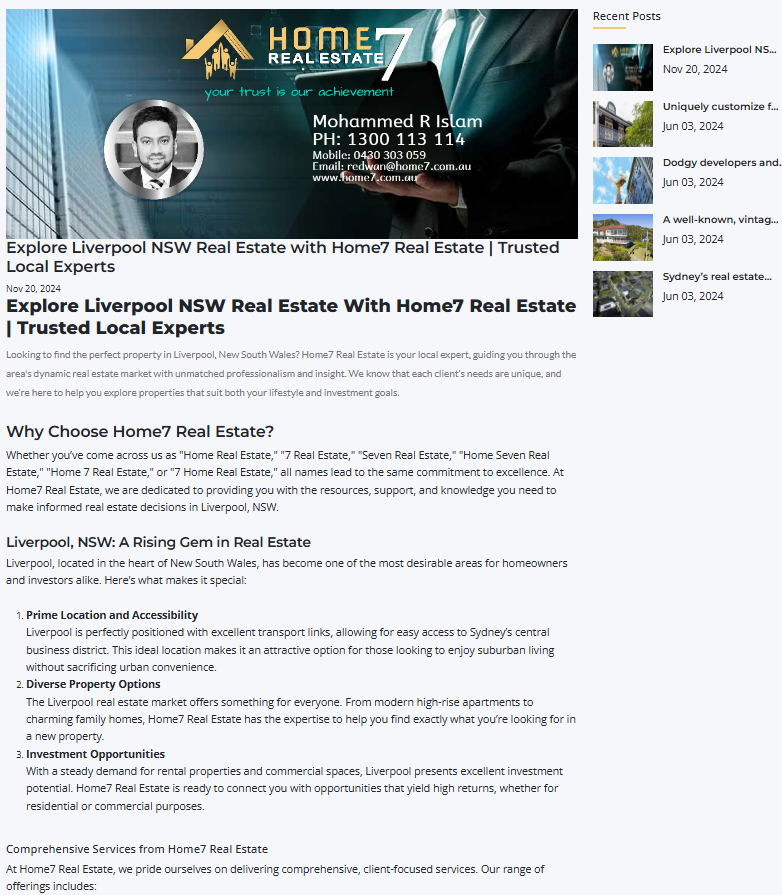 HOME 7
REAL ESTATE
your trust is our achievement
Mohammed R Islam
PH: 1300 113 114
Mobile: 0430 303 059
Email: redwan@home7.com.au
www.home7.com.au
Explore Liverpool NSW Real Estate with Home7 Real Estate | Trusted
Local Experts
Nov 20, 2024
Explore Liverpool NSW Real Estate With Home7 Real Estate
| Trusted Local Experts
Looking to find the perfect property in Liverpool, New South Wales? Home7 Real Estate is your local expert, guiding you through the
area's dynamic real estate market with unmatched professionalism and insight. We know that each client's needs are unique, and
we're here to help you explore properties that suit both your lifestyle and investment goals.
Why Choose Home7 Real Estate?
Whether you've come across us as "Home Real Estate," "7 Real Estate," "Seven Real Estate," "Home Seven Real
Estate," "Home 7 Real Estate," or "7 Home Real Estate," all names lead to the same commitment to excellence. At
Home7 Real Estate, we are dedicated to providing you with the resources, support, and knowledge you need to
make informed real estate decisions in Liverpool, NSW.
Liverpool, NSW: A Rising Gem in Real Estate
Liverpool, located in the heart of New South Wales, has become one of the most desirable areas for homeowners
and investors alike. Here's what makes it special:
1. Prime Location and Accessibility
Liverpool is perfectly positioned with excellent transport links, allowing for easy access to Sydney's central
business district. This ideal location makes it an attractive option for those looking to enjoy suburban living
without sacrificing urban convenience.
2. Diverse Property Options
The Liverpool real estate market offers something for everyone. From modern high-rise apartments to
charming family homes, Home7 Real Estate has the expertise to help you find exactly what you're looking for in
a new property.
3. Investment Opportunities
With a steady demand for rental properties and commercial spaces, Liverpool presents excellent investment
potential. Home7 Real Estate is ready to connect you with opportunities that yield high returns, whether for
residential or commercial purposes.
Comprehensive Services from Home7 Real Estate
At Home7 Real Estate, we pride ourselves on delivering comprehensive, client-focused services. Our range of
offerings includes:
Recent Posts
Explore Liverpool NS...
Nov 20, 2024
Uniquely customize f...
Jun 03, 2024
Dodgy developers and...
Jun 03, 2024
A well-known, vintag...
Jun 03, 2024
Sydney's real estate...
Jun 03, 2024